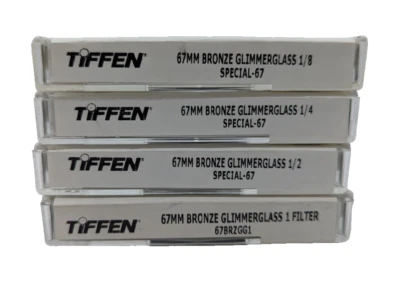 TiFFEN
67MM BRONZE GLIMMERGLASS 1/8
SPECIAL-67
TiFFEN
67MM BRONZE GLIMMERGLASS 1/4
SPECIAL-67
TiFFEN
67MM BRONZE GLIMMERGLASS 1/2
SPECIAL-67
TiFFEN
67MM BRONZE GLIMMERGLASS 1 FILTER
67BRZGG1